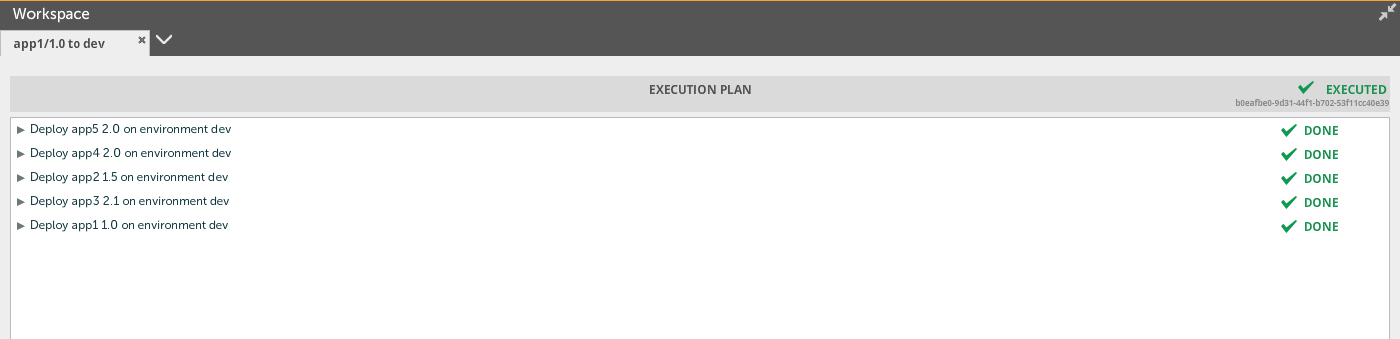 Workspace
app1/1.0 to dev
EXECUTION PLAN
EXECUTED
b0eafbe0-9d31-44f1-b702-53f11cc40e39
Deploy app5 2.0 on environment dev DONE
Deploy app4 2.0 on environment dev DONE
Deploy app2 1.5 on environment dev DONE
Deploy app3 2.1 on environment dev DONE
Deploy app1 1.0 on environment dev DONE